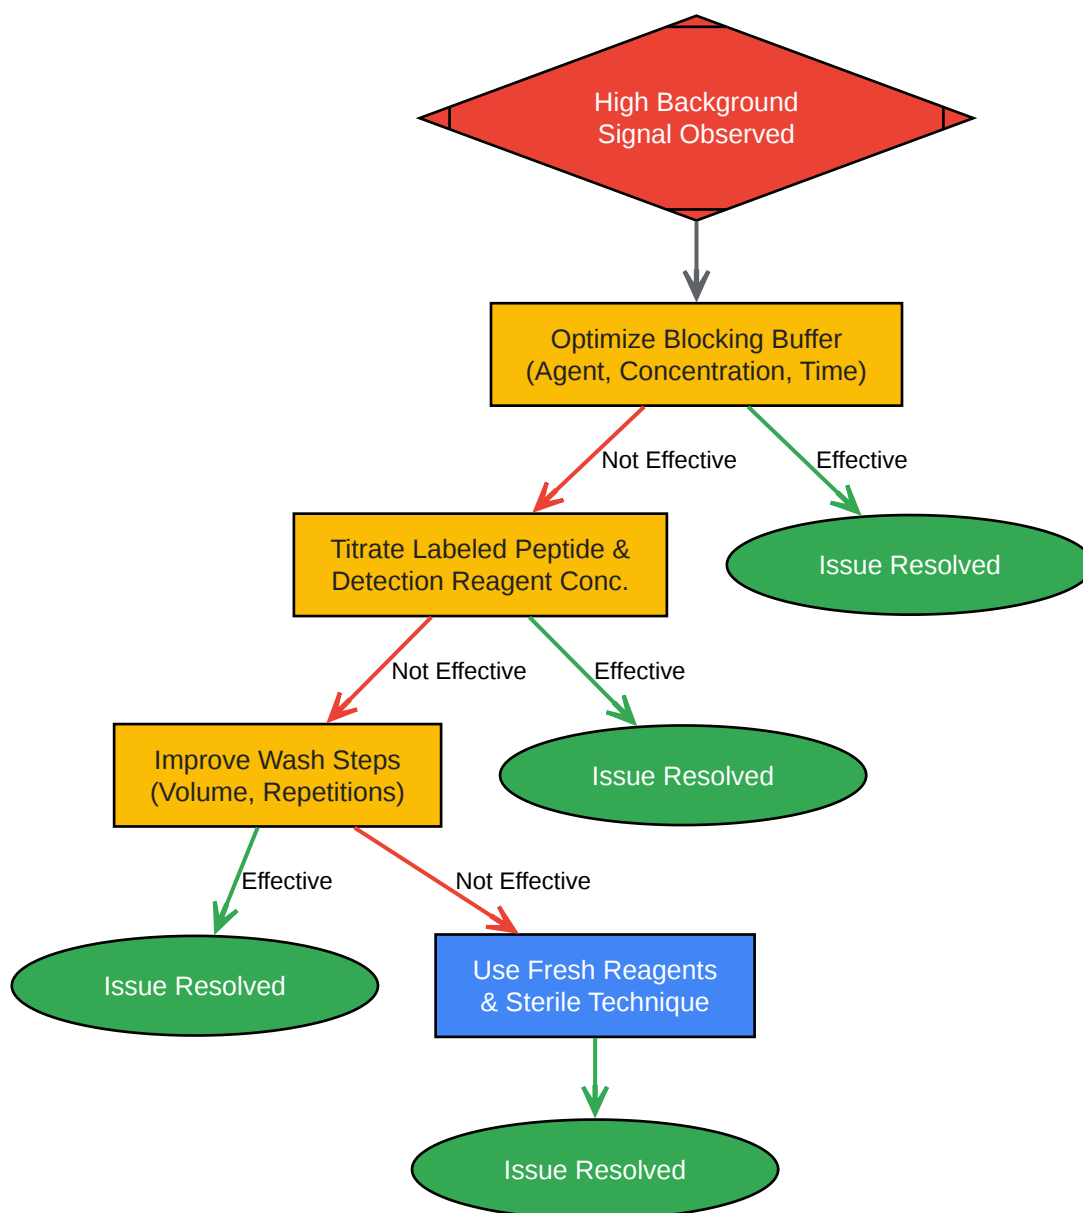 High Background
Signal Observed
Optimize Blocking Buffer
(Agent, Concentration, Time)
Not Effective
Effective
Titrate Labeled Peptide &
Detection Reagent Conc.
Issue Resolved
Not Effective
Effective
Improve Wash Steps
(Volume, Repetitions)
Issue Resolved
Effective
Not Effective
Issue Resolved
Use Fresh Reagents
& Sterile Technique
Issue Resolved